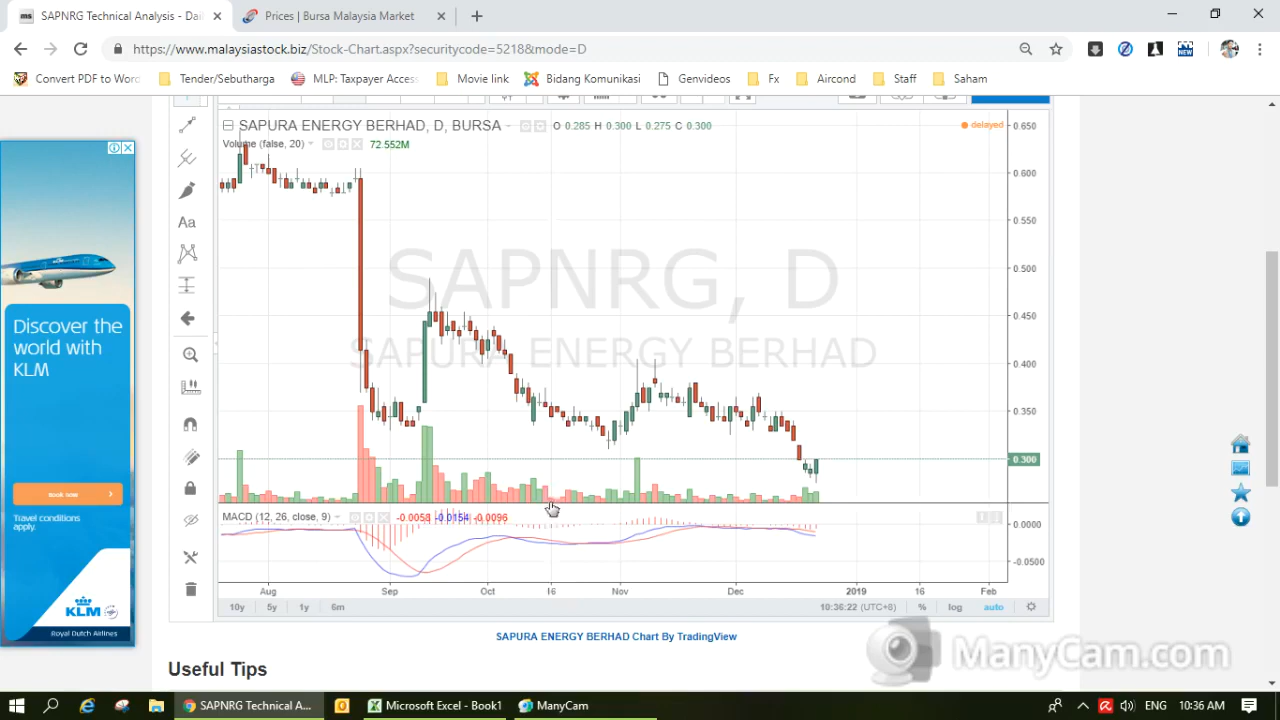 SAPNRG Technical Analysis - Dai
Prices | Bursa Malaysia Market
https://www.malaysiastock.biz/Stock-Chart.aspx?securitycode=5218&mode=D
Convert PDF to Word
Tender/Sebutharga
MLP: Taxpayer Access
Movie link
Bidang Komunikasi
Genvideos
Fx
Aircond
Staff
Saham
SAPURA ENERGY BERHAD, D, BURSA
O 0.285 H 0.300 L 0.275 C 0.300
delayed
Volume (false, 20)
72.552M
0.650
0.600
0.550
0.500
0.450
0.400
0.350
0.300
SAPNRG, D
SAPURA ENERGY BERHAD
Aa
MACD (12, 26, close, 9)
-0.0058 -0.0154 -0.0096
0.0000
-0.0500
Aug Sep Oct 16 Nov Dec 2019 16 Feb
10y 5y 1y 6m
10:36:22 (UTC+8) % log auto
SAPURA ENERGY BERHAD Chart By TradingView
Useful Tips
Discover the
world with
KLM
Book now
Travel conditions
apply.
KLM
Royal Dutch Airlines
ManyCam.com
SAPNRG Technical A...
Microsoft Excel - Book1
ManyCam
ENG
10:36 AM